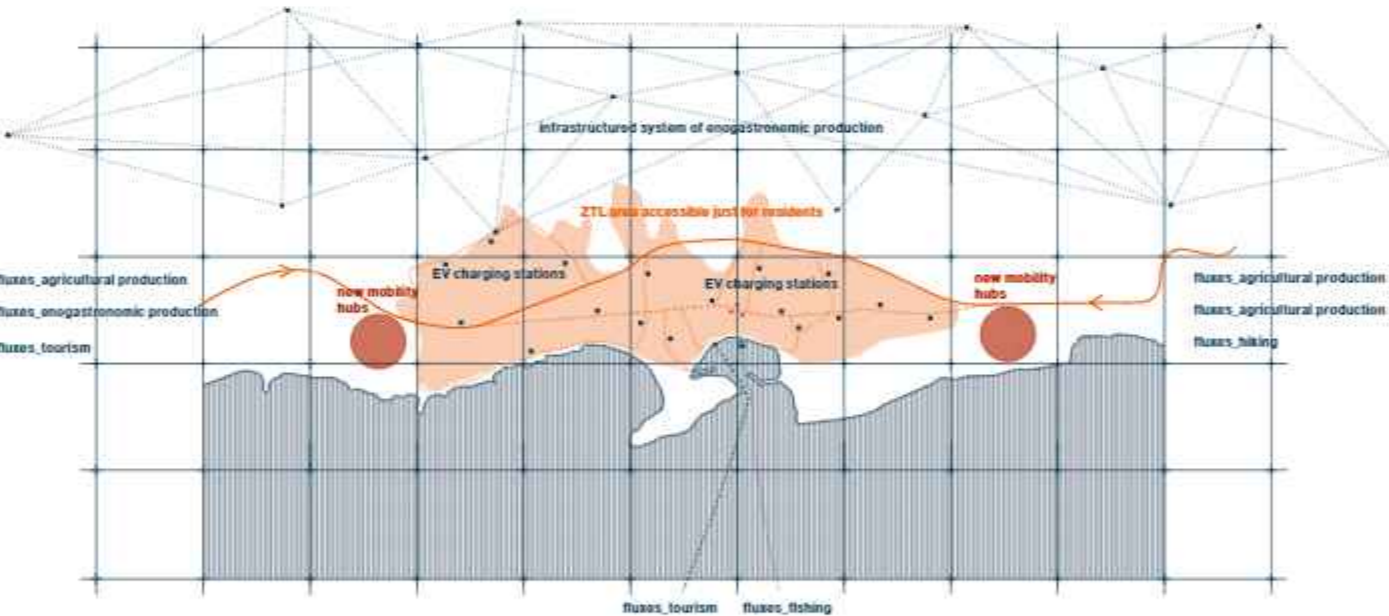 infrastructured system of enogastronomic production
ZTL area accessible just for residents
fluxes_agricultural production
fluxes_enogastronomic production
fluxes_tourism
new mobility
hubs
EV charging stations
EV charging stations
new mobility
hubs
fluxes_agricultural production
fluxes_agricultural production
fluxes_hiking
fluxes_tourism
fluxes_fishing